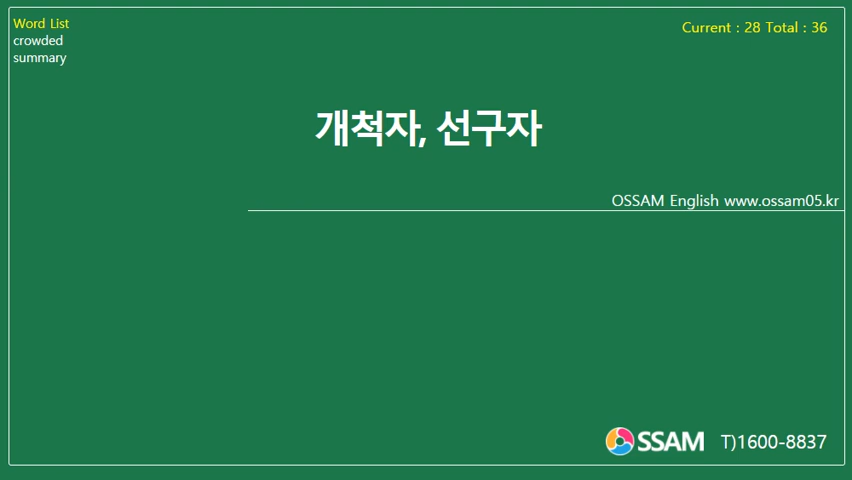 Word List
crowded
summary
Current : 28 Total : 36
개척자, 선구자
OSSAM English www.ossam05.kr
OSSAM T)1600-8837